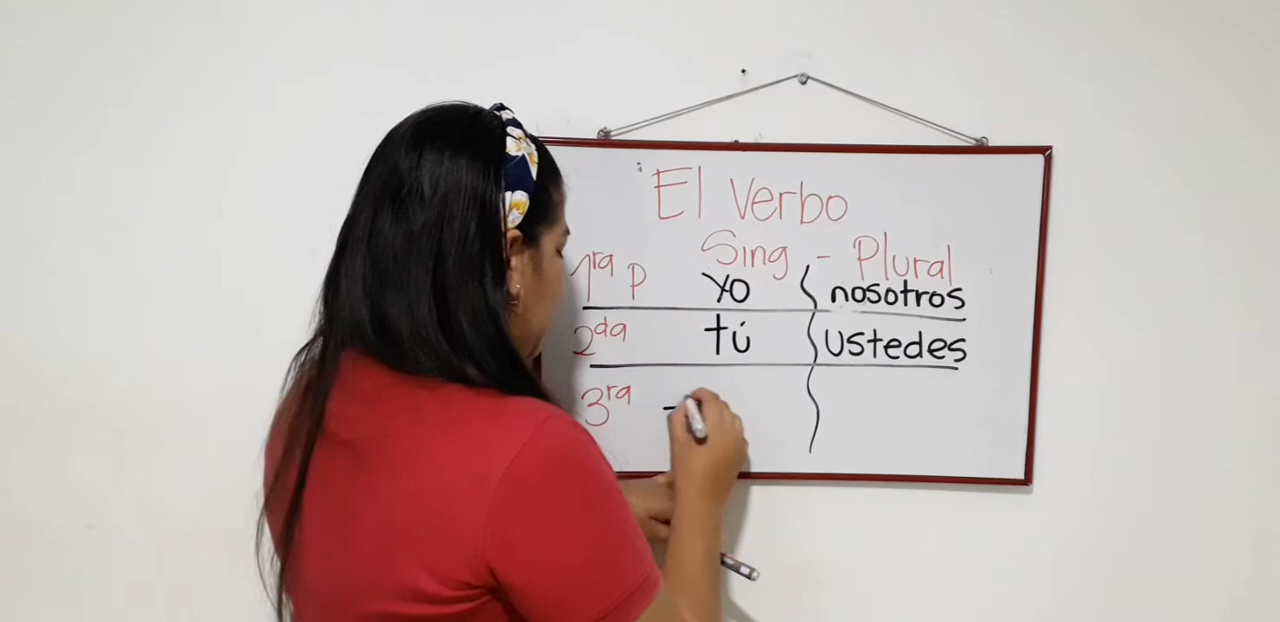 El Verbo
Sing - Plural
1ra P yo nosotros
2da tú ustedes
3ra